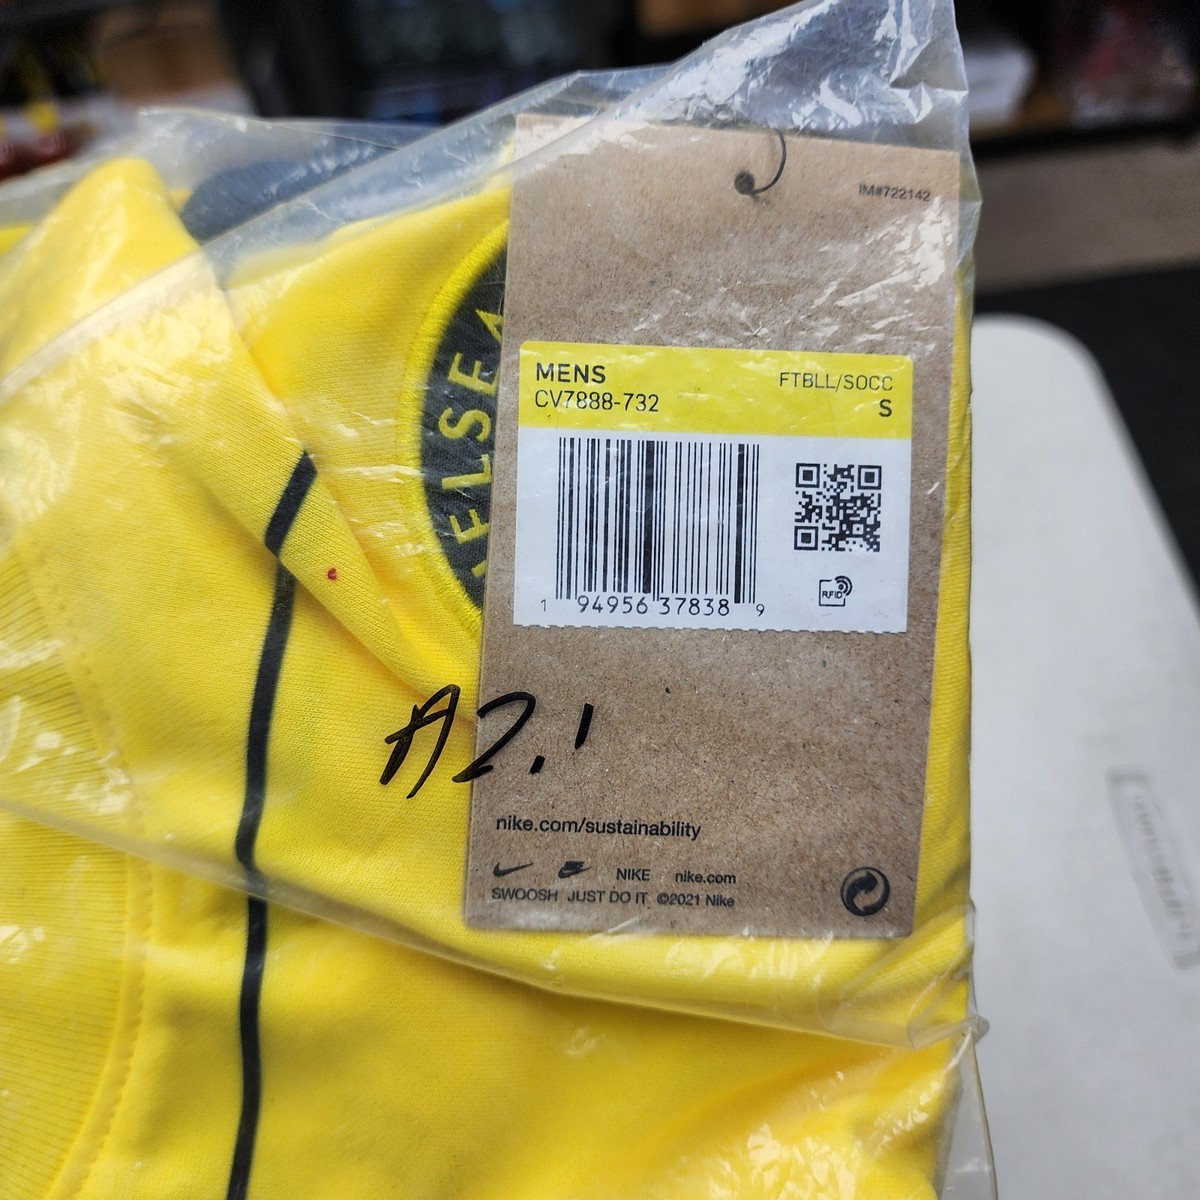 IM#722142
MENS
FTBLL/SOCC
CV7888-732
S
ELSEA
1 94956 37838 9
RFID
A2.1
nike.com/sustainability
NIKE nike.com
SWOOSH JUST DO IT ©2021 Nike